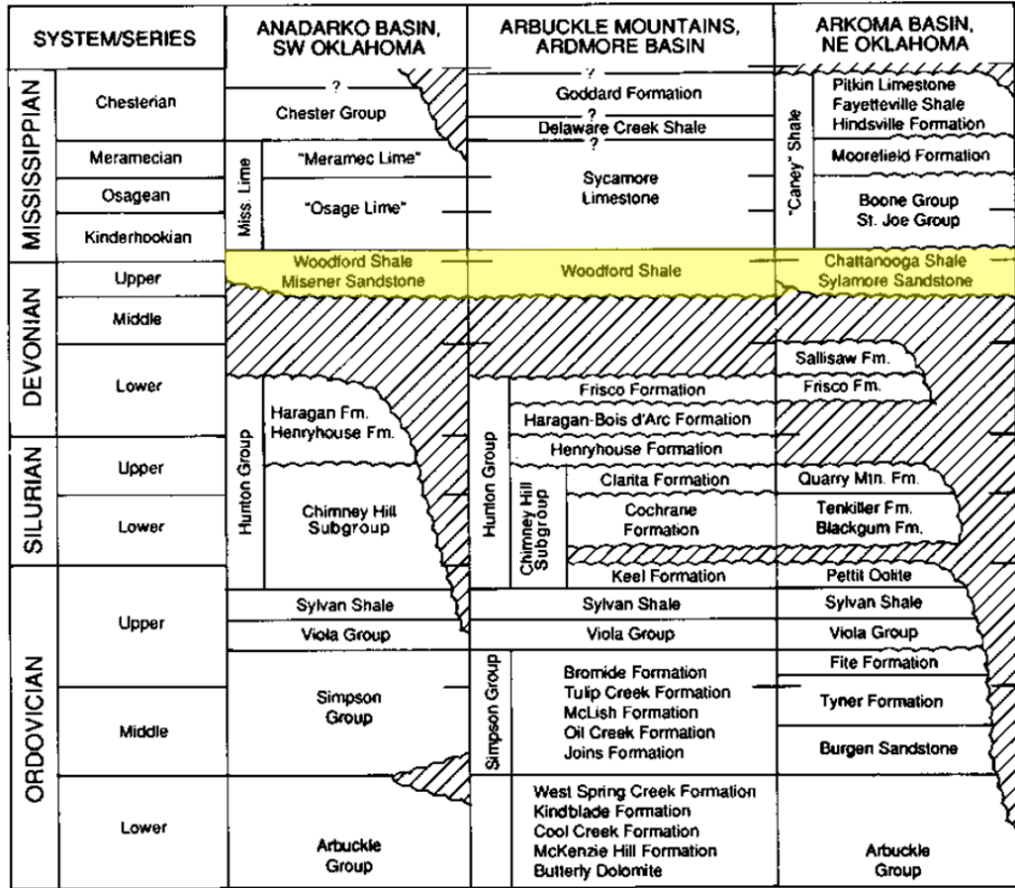 SYSTEM/SERIES
ANADARKO BASIN,
SW OKLAHOMA
ARBUCKLE MOUNTAINS,
ARDMORE BASIN
ARKOMA BASIN,
NE OKLAHOMA
MISSISSIPPIAN
Chesterian
Meramecian
Osagean
Kinderhookian
DEVONIAN
Upper
Middle
Lower
SILURIAN
Upper
Lower
ORDOVICIAN
Upper
Middle
Lower
?
Chester Group
Miss. Lime
"Meramec Lime"
"Osage Lime"
Woodford Shale
Misener Sandstone
Hunton Group
Haragan Fm.
Henryhouse Fm.
Chimney Hill
Subgroup
Sylvan Shale
Viola Group
Simpson
Group
Arbuckle
Group
?
Goddard Formation
?
Delaware Creek Shale
?
Sycamore
Limestone
Woodford Shale
Hunton Group
Frisco Formation
Haragan-Bois d'Arc Formation
Henryhouse Formation
Chimney Hill
Subgroup
Clarita Formation
Cochrane
Formation
Keel Formation
Sylvan Shale
Viola Group
Simpson Group
Bromide Formation
Tulip Creek Formation
McLish Formation
Oil Creek Formation
Joins Formation
West Spring Creek Formation
Kindblade Formation
Cool Creek Formation
McKenzie Hill Formation
Butterly Dolomite
"Caney" Shale
Pitkin Limestone
Fayetteville Shale
Hindsville Formation
Moorefield Formation
Boone Group
St. Joe Group
Chattanooga Shale
Sylamore Sandstone
Sallisaw Fm.
Frisco Fm.
Quarry Mtn. Fm.
Tenkiller Fm.
Blackgum Fm.
Pettit Oolite
Sylvan Shale
Viola Group
Fite Formation
Tyner Formation
Burgen Sandstone
Arbuckle
Group